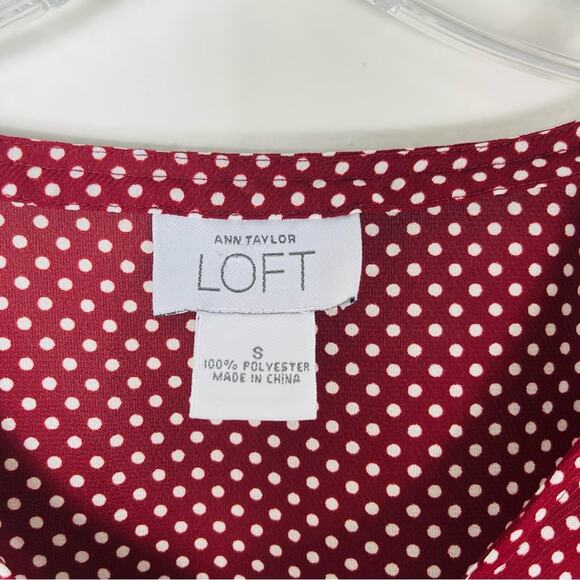 ANN TAYLOR
LOFT
S
100% POLYESTER
MADE IN CHINA